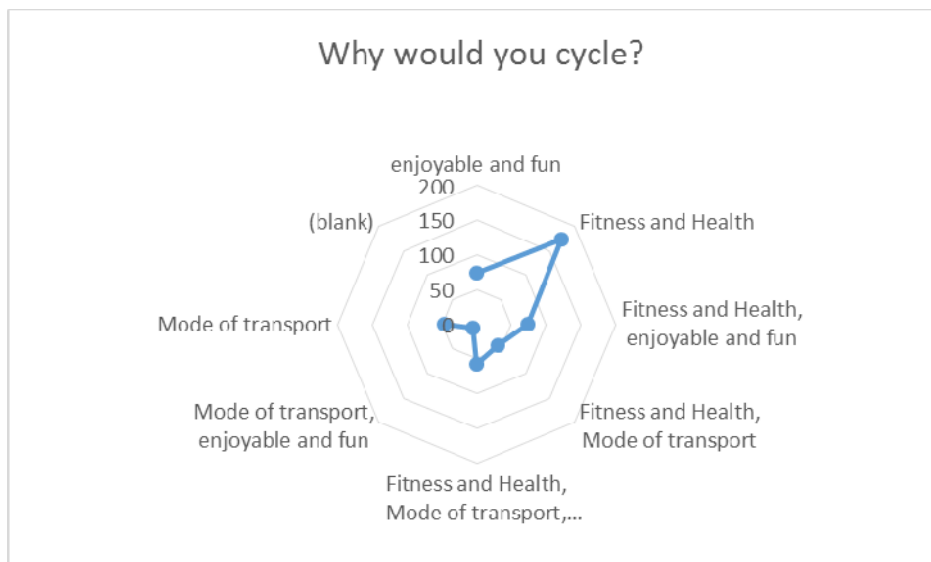 Why would you cycle?
enjoyable and fun
200
150
100
50
0
Fitness and Health
Fitness and Health,
enjoyable and fun
Fitness and Health,
Mode of transport
Fitness and Health,
Mode of transport,...
Mode of transport,
enjoyable and fun
Mode of transport
(blank)